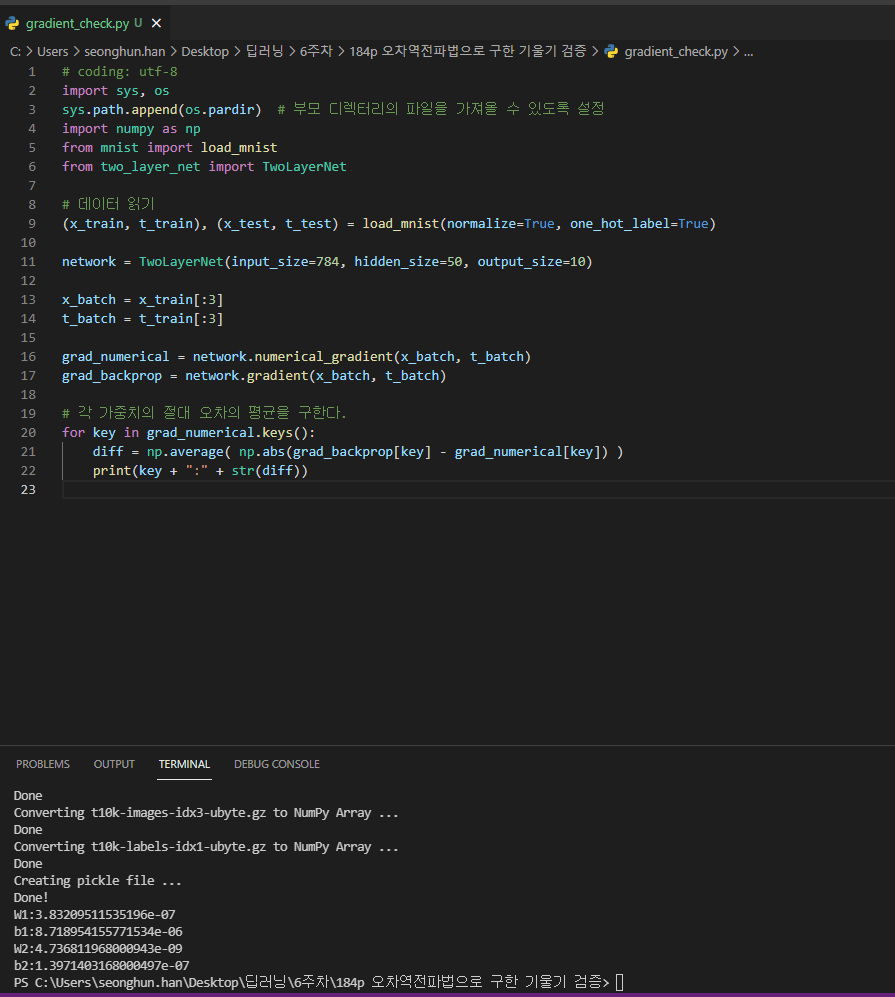 gradient_check.py U ×
C: > Users > seonghun.han > Desktop > 딥러닝 > 6주차 > 184p 오차역전파법으로 구한 기울기 검증 > gradient_check.py > ...
1 # coding: utf-8
2 import sys, os
3 sys.path.append(os.pardir)  # 부모 디렉터리의 파일을 가져올 수 있도록 설정
4 import numpy as np
5 from mnist import load_mnist
6 from two_layer_net import TwoLayerNet
7
8 # 데이터 읽기
9 (x_train, t_train), (x_test, t_test) = load_mnist(normalize=True, one_hot_label=True)
10
11 network = TwoLayerNet(input_size=784, hidden_size=50, output_size=10)
12
13 x_batch = x_train[:3]
14 t_batch = t_train[:3]
15
16 grad_numerical = network.numerical_gradient(x_batch, t_batch)
17 grad_backprop = network.gradient(x_batch, t_batch)
18
19 # 각 가중치의 절대 오차의 평균을 구한다.
20 for key in grad_numerical.keys():
21     diff = np.average( np.abs(grad_backprop[key] - grad_numerical[key]) )
22     print(key + ":" + str(diff))
23
PROBLEMS OUTPUT TERMINAL DEBUG CONSOLE
Done
Converting t10k-images-idx3-ubyte.gz to NumPy Array ...
Done
Converting t10k-labels-idx1-ubyte.gz to NumPy Array ...
Done
Creating pickle file ...
Done!
W1:3.83209511535196e-07
b1:8.718954155771534e-06
W2:4.736811968000943e-09
b2:1.3971403168000497e-07
PS C:\Users\seonghun.han\Desktop\딥러닝\6주차\184p 오차역전파법으로 구한 기울기 검증>